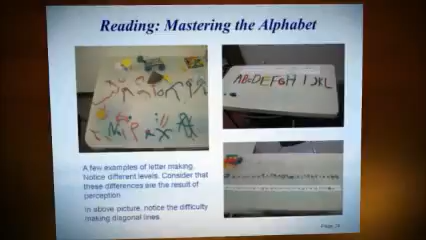 Reading: Mastering the Alphabet
ABCDEFGH IJKL
A few examples of letter making.
Notice different levels. Consider that
these differences are the result of
perception.
In above picture, notice the difficulty
making diagonal lines.
Page